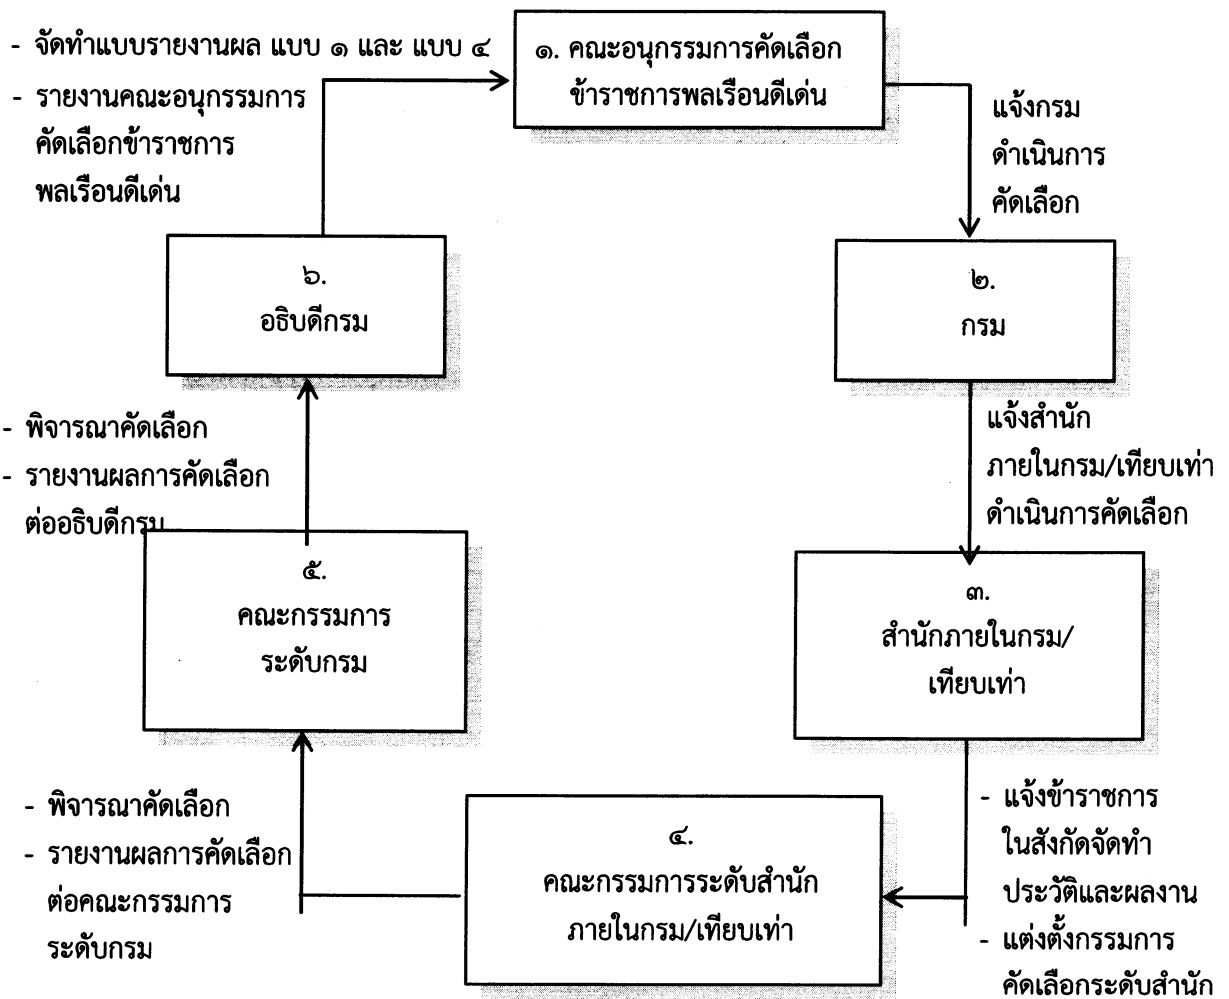 - จัดทำแบบรายงานผล แบบ ๑ และ แบบ ๔
- รายงานคณะอนุกรรมการ
คัดเลือกข้าราชการ
พลเรือนดีเด่น
๑. คณะอนุกรรมการคัดเลือก
ข้าราชการพลเรือนดีเด่น
แจ้งกรม
ดำเนินการ
คัดเลือก
๒.
กรม
แจ้งสำนัก
ภายในกรม/เทียบเท่า
ดำเนินการคัดเลือก
๓.
สำนักภายในกรม/
เทียบเท่า
- แจ้งข้าราชการ
ในสังกัดจัดทำ
ประวัติและผลงาน
- แต่งตั้งกรรมการ
คัดเลือกระดับสำนัก
๔.
คณะกรรมการระดับสำนัก
ภายในกรม/เทียบเท่า
- พิจารณาคัดเลือก
- รายงานผลการคัดเลือก
ต่อคณะกรรมการ
ระดับกรม
๕.
คณะกรรมการ
ระดับกรม
- พิจารณาคัดเลือก
- รายงานผลการคัดเลือก
ต่ออธิบดีกรม
๖.
อธิบดีกรม